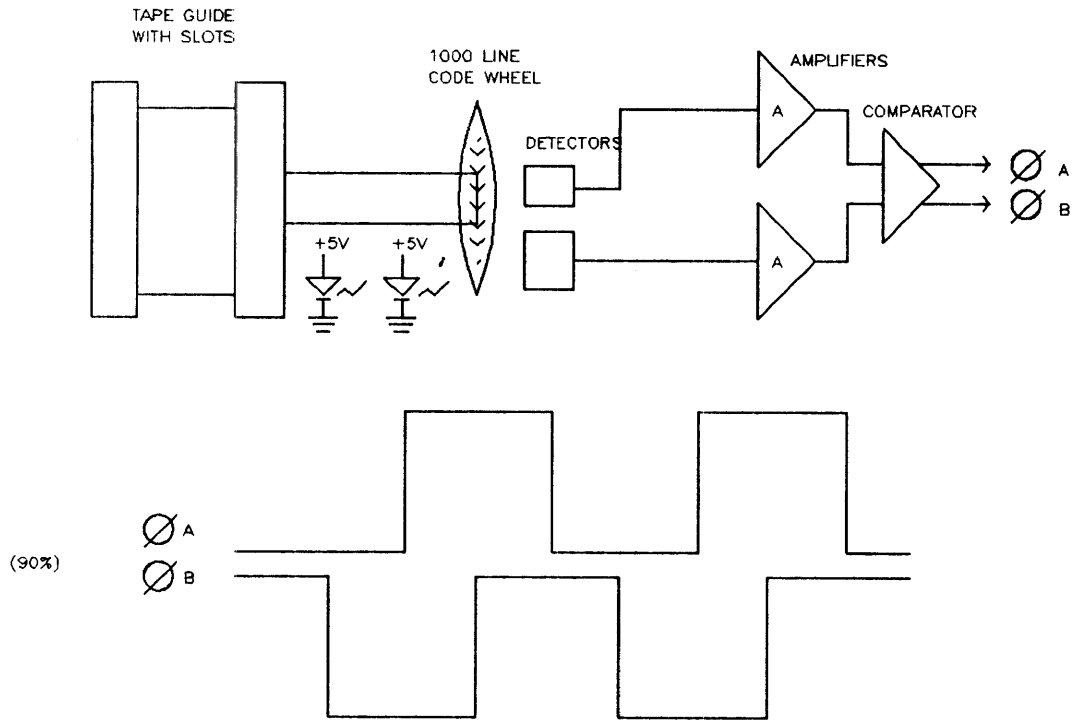 TAPE GUIDE
WITH SLOTS
1000 LINE
CODE WHEEL
AMPLIFIERS
COMPARATOR
DETECTORS
A
A
Ø A
Ø B
+5V
+5V
Ø A
(90%)
Ø B